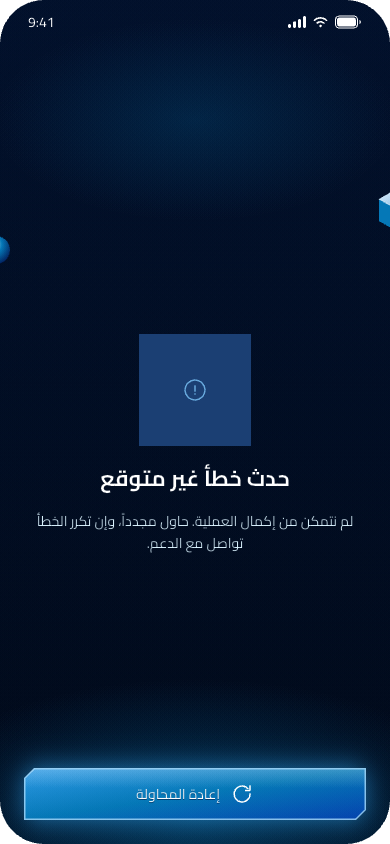 9:41
حدث خطأ غير متوقع
لم نتمكن من إكمال العملية. حاول مجدداً، وإن تكرر الخطأ
تواصل مع الدعم.
إعادة المحاولة